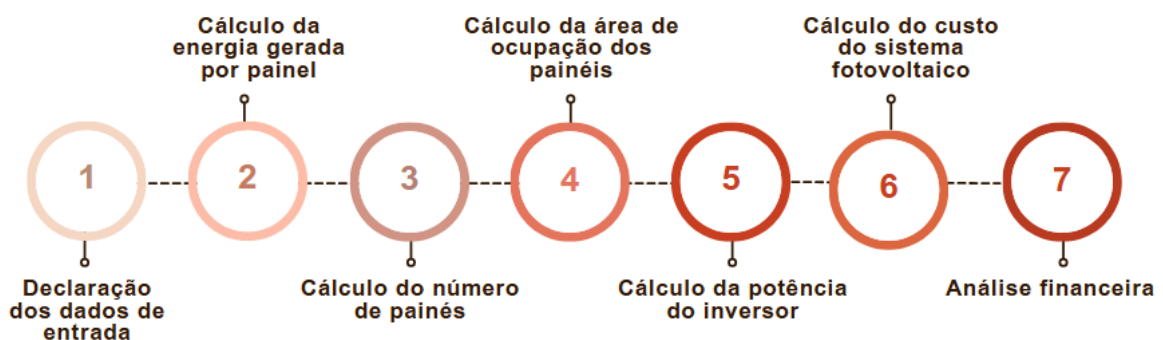 Cálculo da
energia gerada
por painel
Cálculo da área de
ocupação dos
painéis
Cálculo do custo
do sistema
fotovoltaico
1
2
3
4
5
6
7
Declaração
dos dados de
entrada
Cálculo do número
de painés
Cálculo da potência
do inversor
Análise financeira